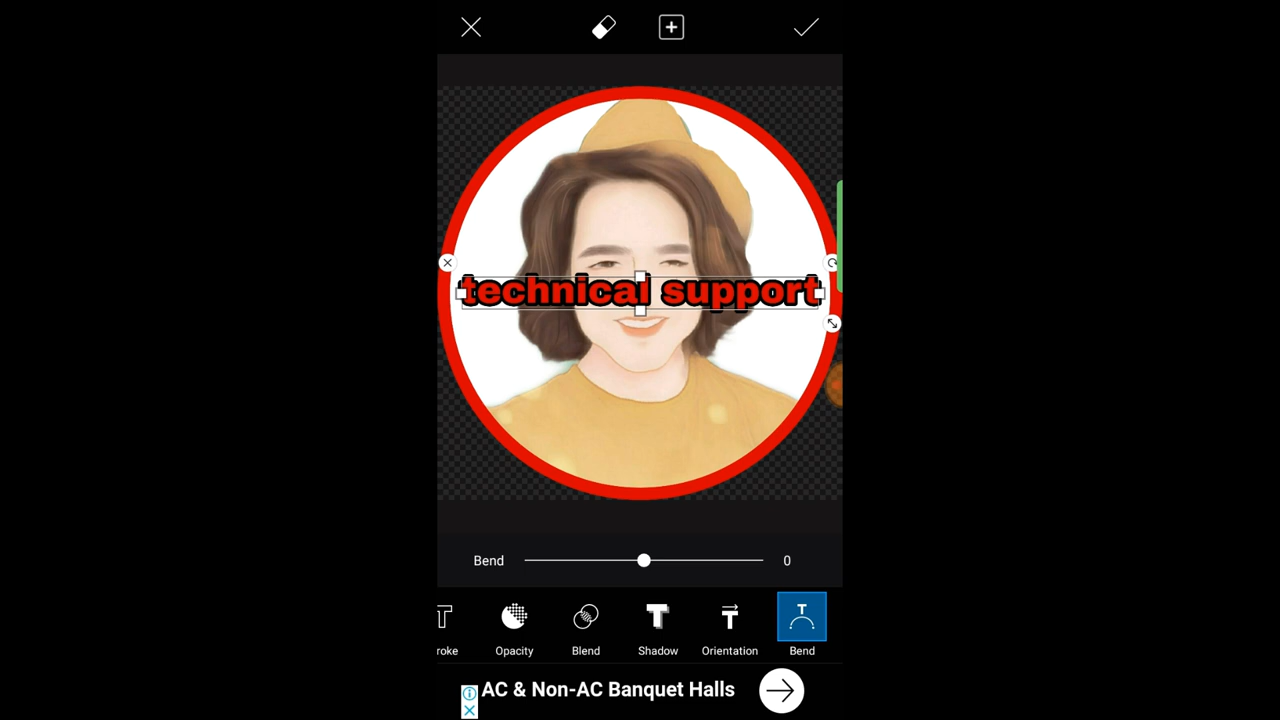 technical support
Bend 0
roke Opacity Blend Shadow Orientation Bend
AC & Non-AC Banquet Halls